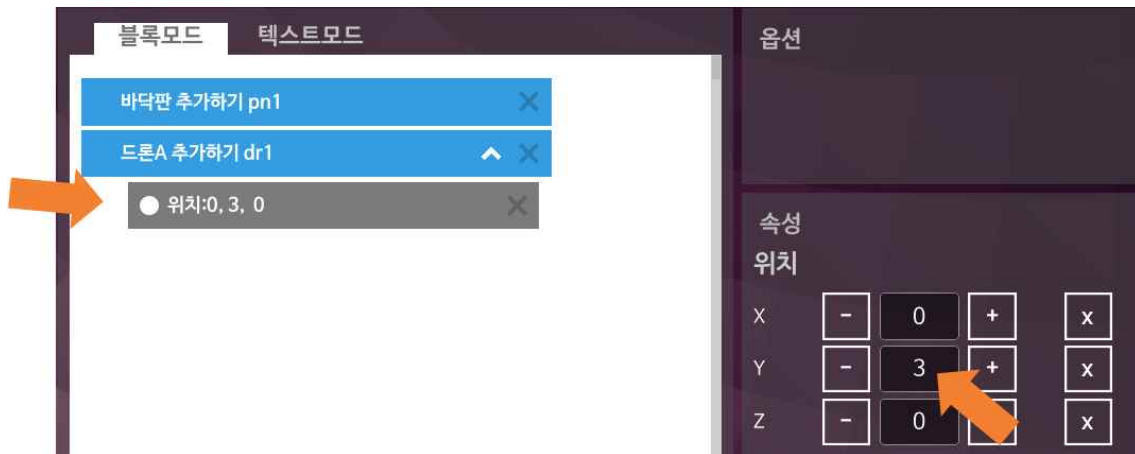 블록모드 텍스트모드
바닥판 추가하기 pn1
드론A 추가하기 dr1
위치:0, 3, 0
옵션
속성
위치
X - 0 + x
Y - 3 + x
Z - 0 x